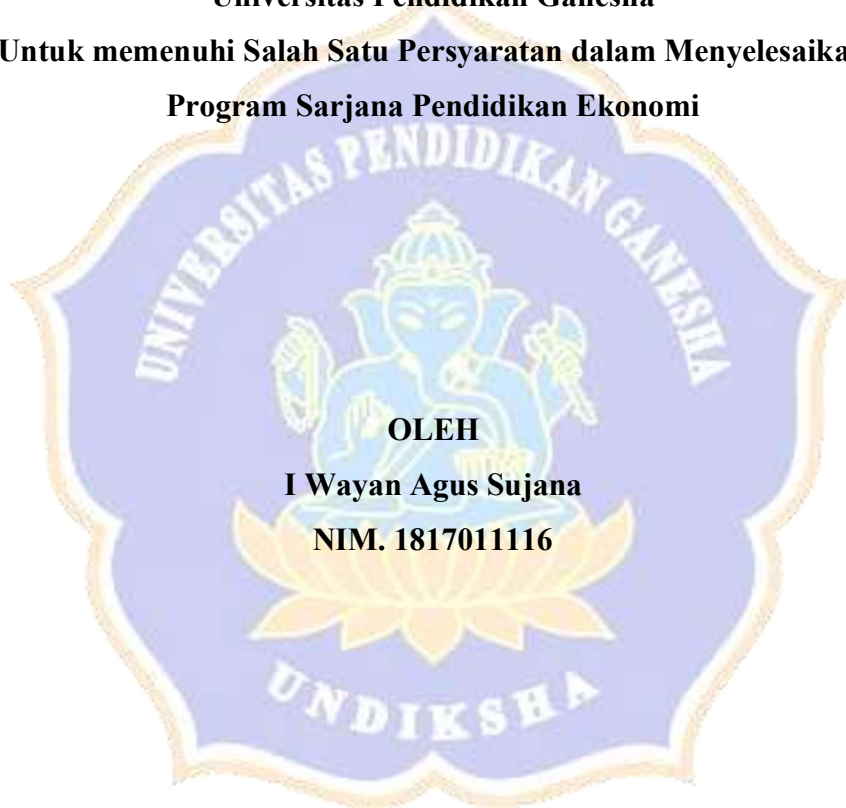 Universitas Pendidikan Ganesha
Untuk memenuhi Salah Satu Persyaratan dalam Menyelesaika
Program Sarjana Pendidikan Ekonomi
UNIVERSITAS PENDIDIKAN GANESHA
OLEH
I Wayan Agus Sujana
NIM. 1817011116
UNDIKSHA